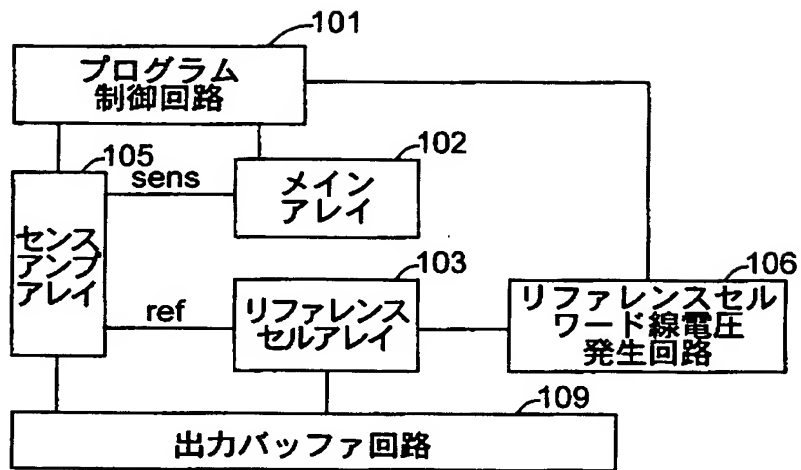 101
プログラム
制御回路
105
sens
102
メイン
アレイ
センス
アンプ
アレイ
ref
103
リファレンス
セルアレイ
106
リファレンスセル
ワード線電圧
発生回路
109
出力バッファ回路